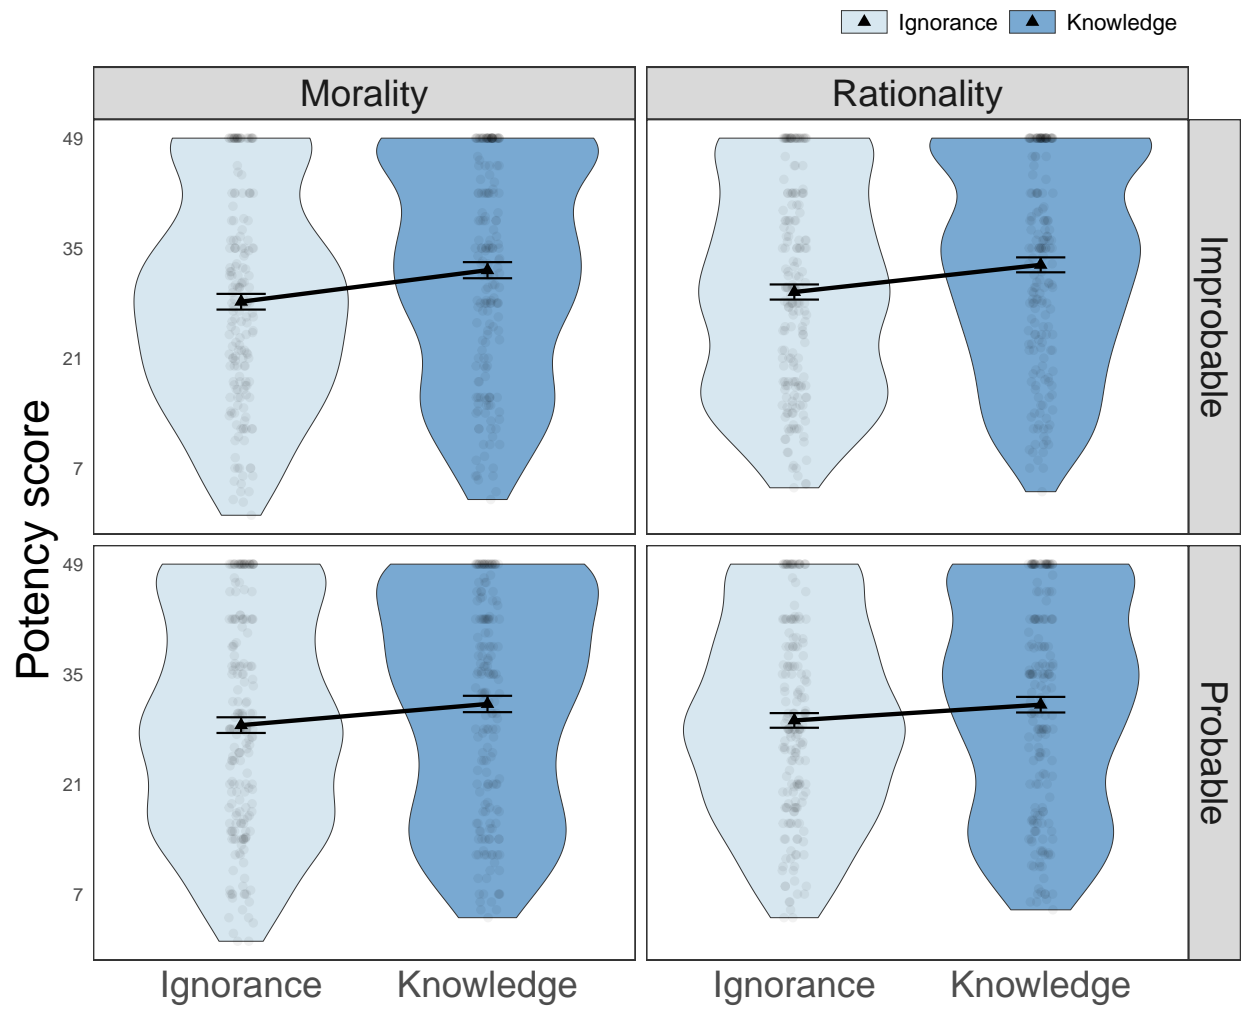 Ignorance Knowledge
Morality Rationality
49
35
21
7
Improbable
Potency score
49
35
21
7
Probable
Ignorance Knowledge Ignorance Knowledge